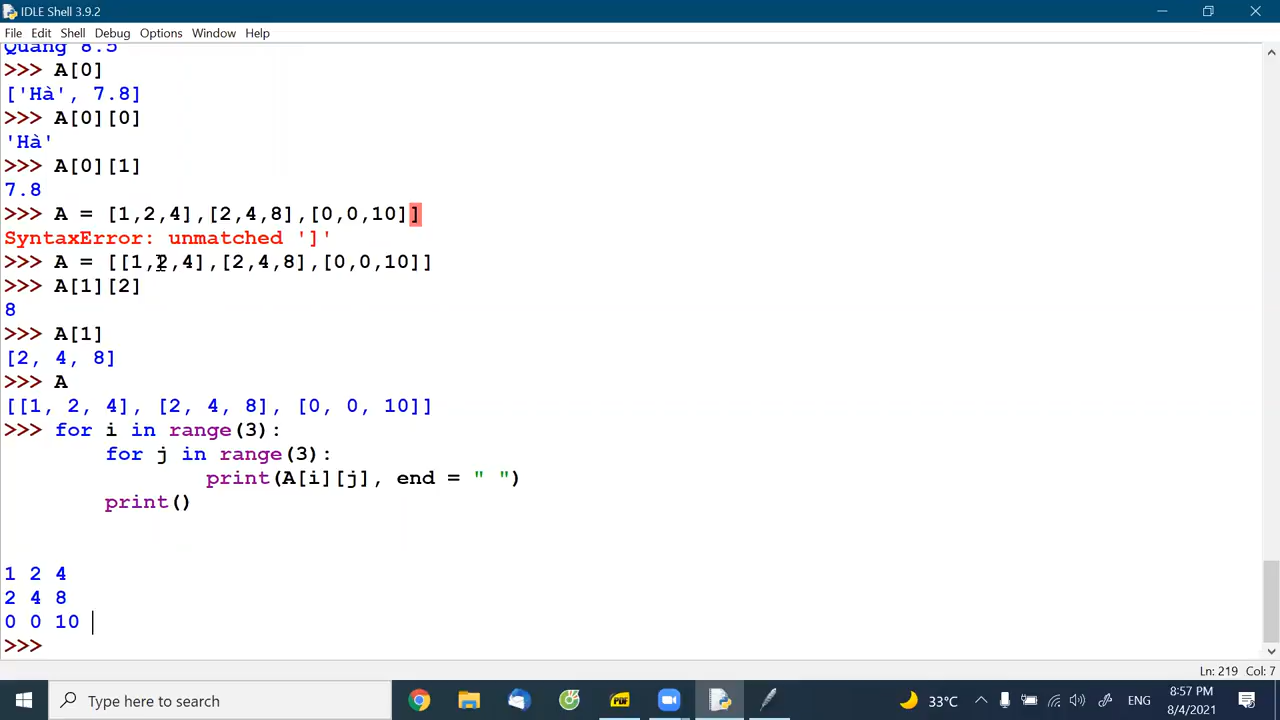 IDLE Shell 3.9.2
File Edit Shell Debug Options Window Help
Quang 8.5
>>> A[0]
['Hà', 7.8]
>>> A[0][0]
'Hà'
>>> A[0][1]
7.8
>>> A = [1,2,4],[2,4,8],[0,0,10]]
SyntaxError: unmatched ']'
>>> A = [[1,2,4],[2,4,8],[0,0,10]]
>>> A[1][2]
8
>>> A[1]
[2, 4, 8]
>>> A
[[1, 2, 4], [2, 4, 8], [0, 0, 10]]
>>> for i in range(3):
for j in range(3):
print(A[i][j], end = " ")
print()
1 2 4
2 4 8
0 0 10
>>>
Ln: 219 Col: 7
Type here to search
PDF
33°C
ENG
8:57 PM
8/4/2021